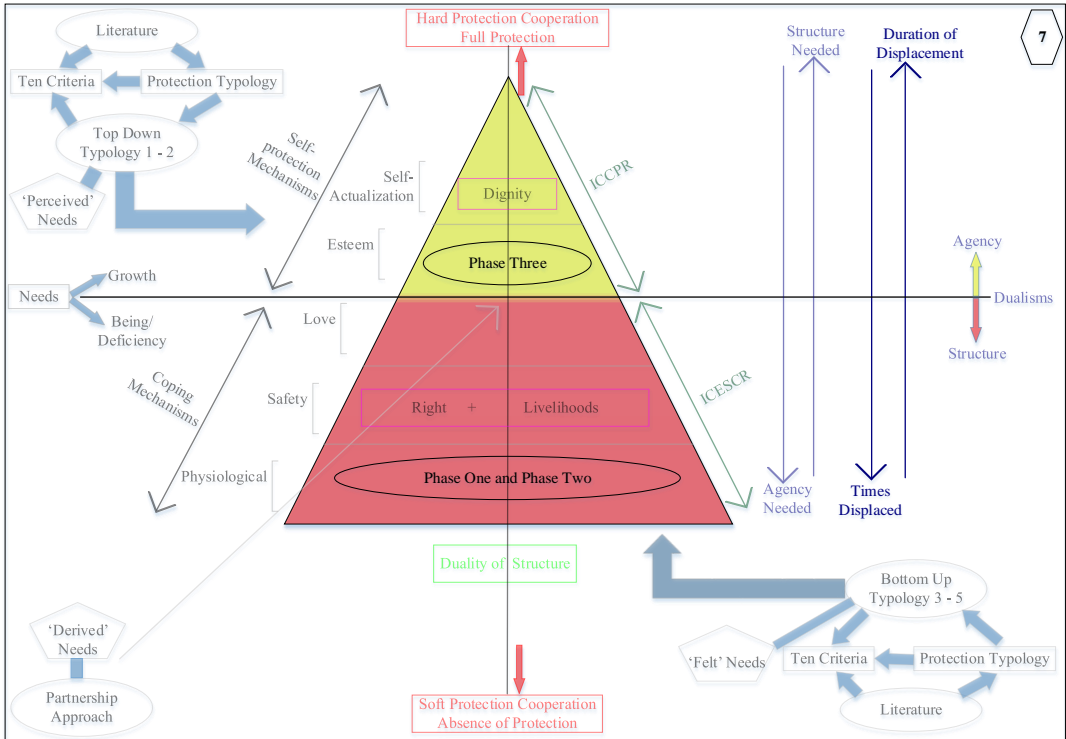 Hard Protection Cooperation
Full Protection
7
Literature
Ten Criteria
Protection Typology
Top Down
Typology 1 - 2
‘Perceived’
Needs
Self-
protection
Mechanisms
Structure
Needed
Duration of
Displacement
Self-
Actualization
Dignity
ICCPR
Esteem
Phase Three
Agency
Needs
Growth
Being/
Deficiency
Dualisms
Structure
Love
Coping
Mechanisms
Safety
Right + Livelihoods
ICESCR
Physiological
Phase One and Phase Two
Agency
Needed
Times
Displaced
Duality of Structure
Bottom Up
Typology 3 - 5
‘Felt’ Needs
Ten Criteria
Protection Typology
Literature
‘Derived’
Needs
Partnership
Approach
Soft Protection Cooperation
Absence of Protection